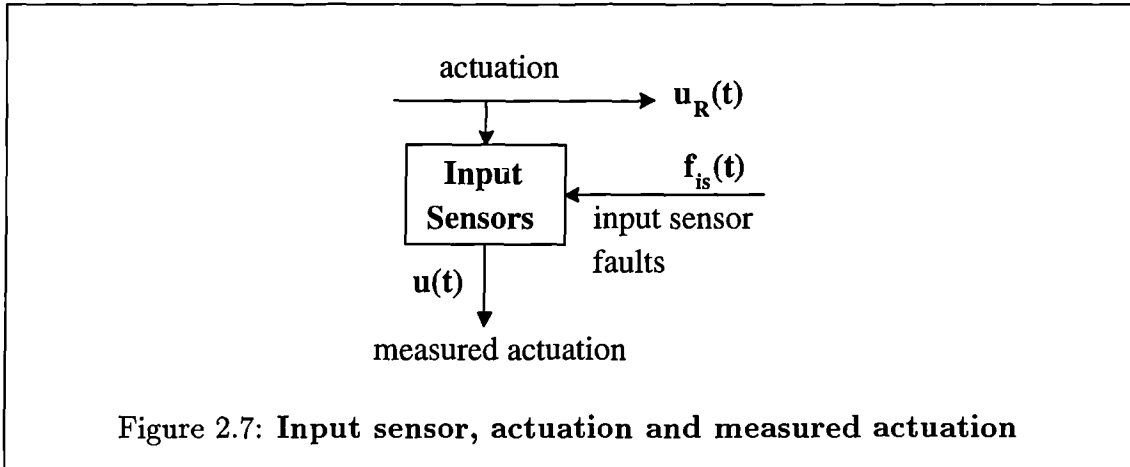 actuation
u_R(t)
Input
Sensors
f_is(t)
input sensor
faults
u(t)
measured actuation
Figure 2.7: Input sensor, actuation and measured actuation